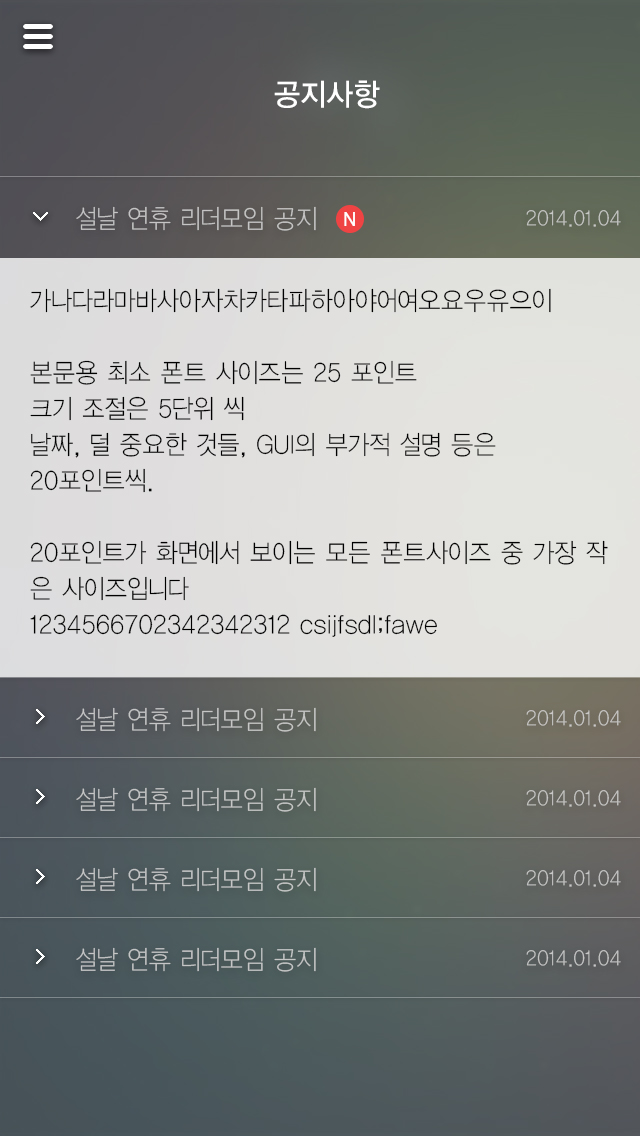 공지사항
설날 연휴 리더모임 공지 N 2014.01.04
가나다라마바사아자차카타파하아야어여오요우유으이
본문용 최소 폰트 사이즈는 25 포인트
크기 조절은 5단위 씩
날짜, 덜 중요한 것들, GUI의 부가적 설명 등은
20포인트씩.
20포인트가 화면에서 보이는 모든 폰트사이즈 중 가장 작
은 사이즈입니다
1234566702342342312 csijfsdl;fawe
설날 연휴 리더모임 공지 2014.01.04
설날 연휴 리더모임 공지 2014.01.04
설날 연휴 리더모임 공지 2014.01.04
설날 연휴 리더모임 공지 2014.01.04